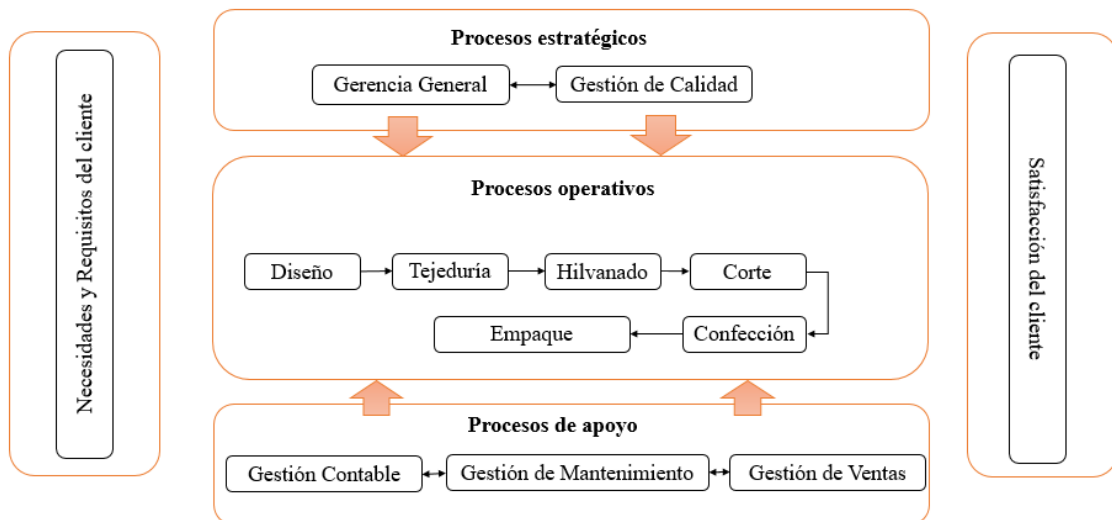 Necesidades y Requisitos del cliente
Procesos estratégicos
Gerencia General
Gestión de Calidad
Procesos operativos
Diseño
Tejeduría
Hilvanado
Corte
Empaque
Confección
Procesos de apoyo
Gestión Contable
Gestión de Mantenimiento
Gestión de Ventas
Satisfacción del cliente